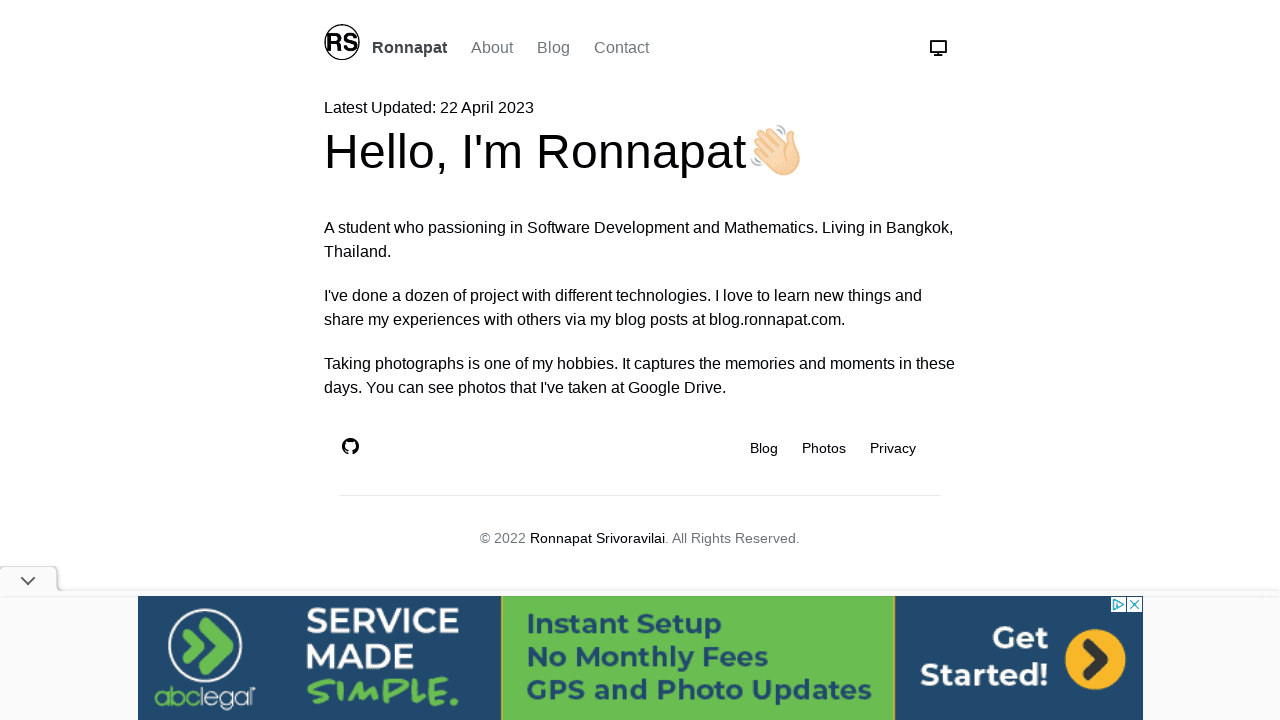 RS Ronnapat About Blog Contact
Latest Updated: 22 April 2023
Hello, I'm Ronnapat👋🏻
A student who passioning in Software Development and Mathematics. Living in Bangkok,
Thailand.
I've done a dozen of project with different technologies. I love to learn new things and
share my experiences with others via my blog posts at blog.ronnapat.com.
Taking photographs is one of my hobbies. It captures the memories and moments in these
days. You can see photos that I've taken at Google Drive.
Blog Photos Privacy
© 2022 Ronnapat Srivoravilai. All Rights Reserved.
abclegal
SERVICE
MADE
SIMPLE.
Instant Setup
No Monthly Fees
GPS and Photo Updates
Get
Started!